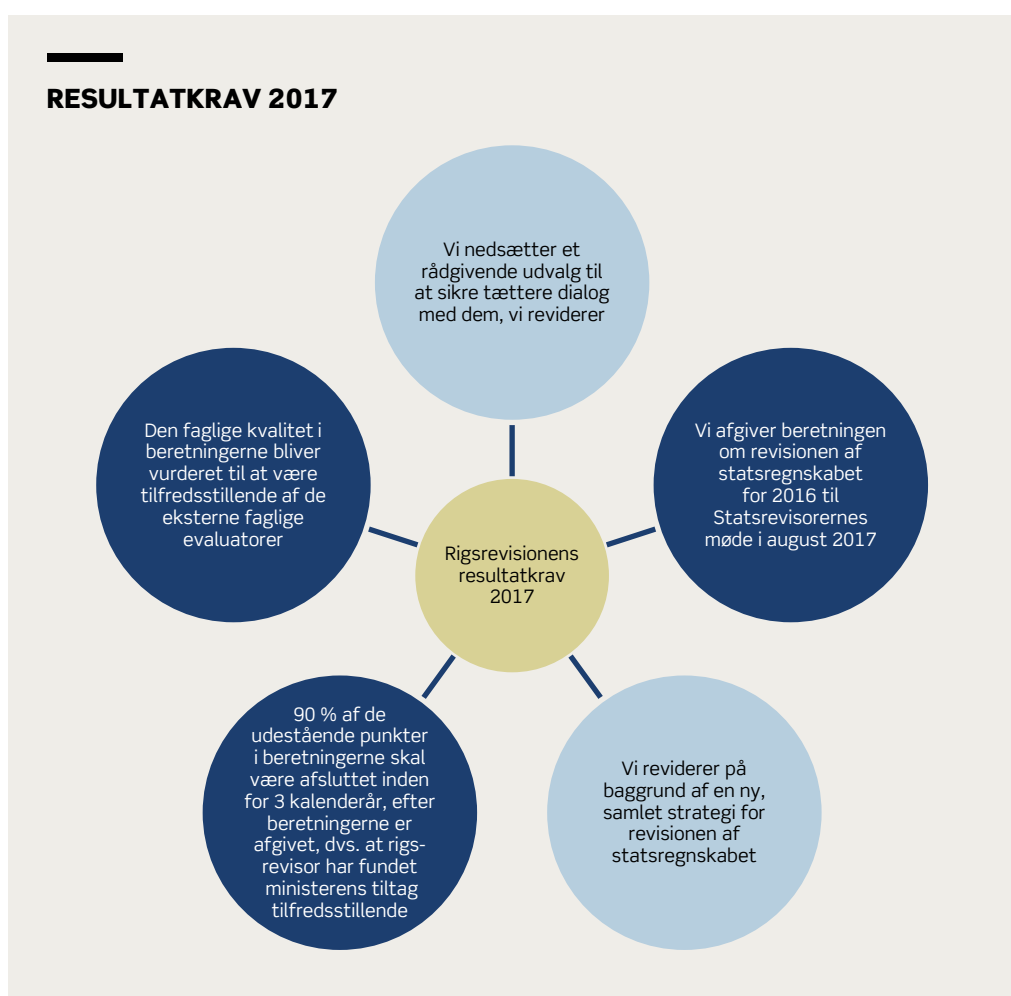 RESULTATKRAV 2017
Vi nedsætter et
rådgivende udvalg til
at sikre tættere dialog
med dem, vi reviderer
Den faglige kvalitet i
beretningerne bliver
vurderet til at være
tilfredsstillende af de
eksterne faglige
evaluatorer
Vi afgiver beretningen
om revisionen af
statsregnskabet
for 2016 til
Statsrevisorernes
møde i august 2017
Rigsrevisionens
resultatkrav
2017
90 % af de
udestående punkter
i beretningerne skal
være afsluttet inden
for 3 kalenderår, efter
beretningerne er
afgivet, dvs. at rigs-
revisor har fundet
ministerens tiltag
tilfredsstillende
Vi reviderer på
baggrund af en ny,
samlet strategi for
revisionen af
statsregnskabet